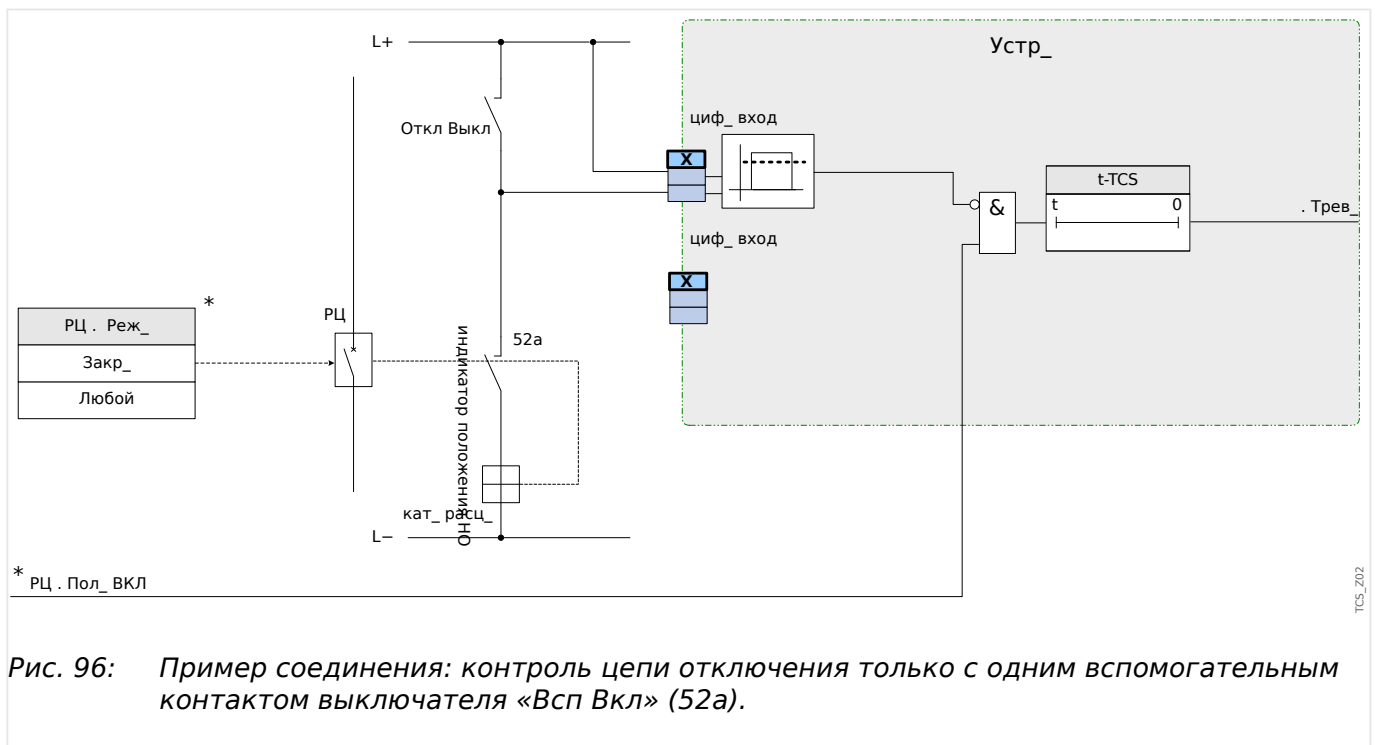 L+
Устр_
циф_ вход
Откл Выкл
X
t-TCS
t 0
&
. Трев_
циф_ вход
X
*
РЦ . Реж_
Закр_
Любой
РЦ
52a
индикатор положения НО
кат_ расц_
L−
*
РЦ . Пол_ ВКЛ
TCS_Z02
Рис. 96: Пример соединения: контроль цепи отключения только с одним вспомогательным
контактом выключателя «Всп Вкл» (52a).